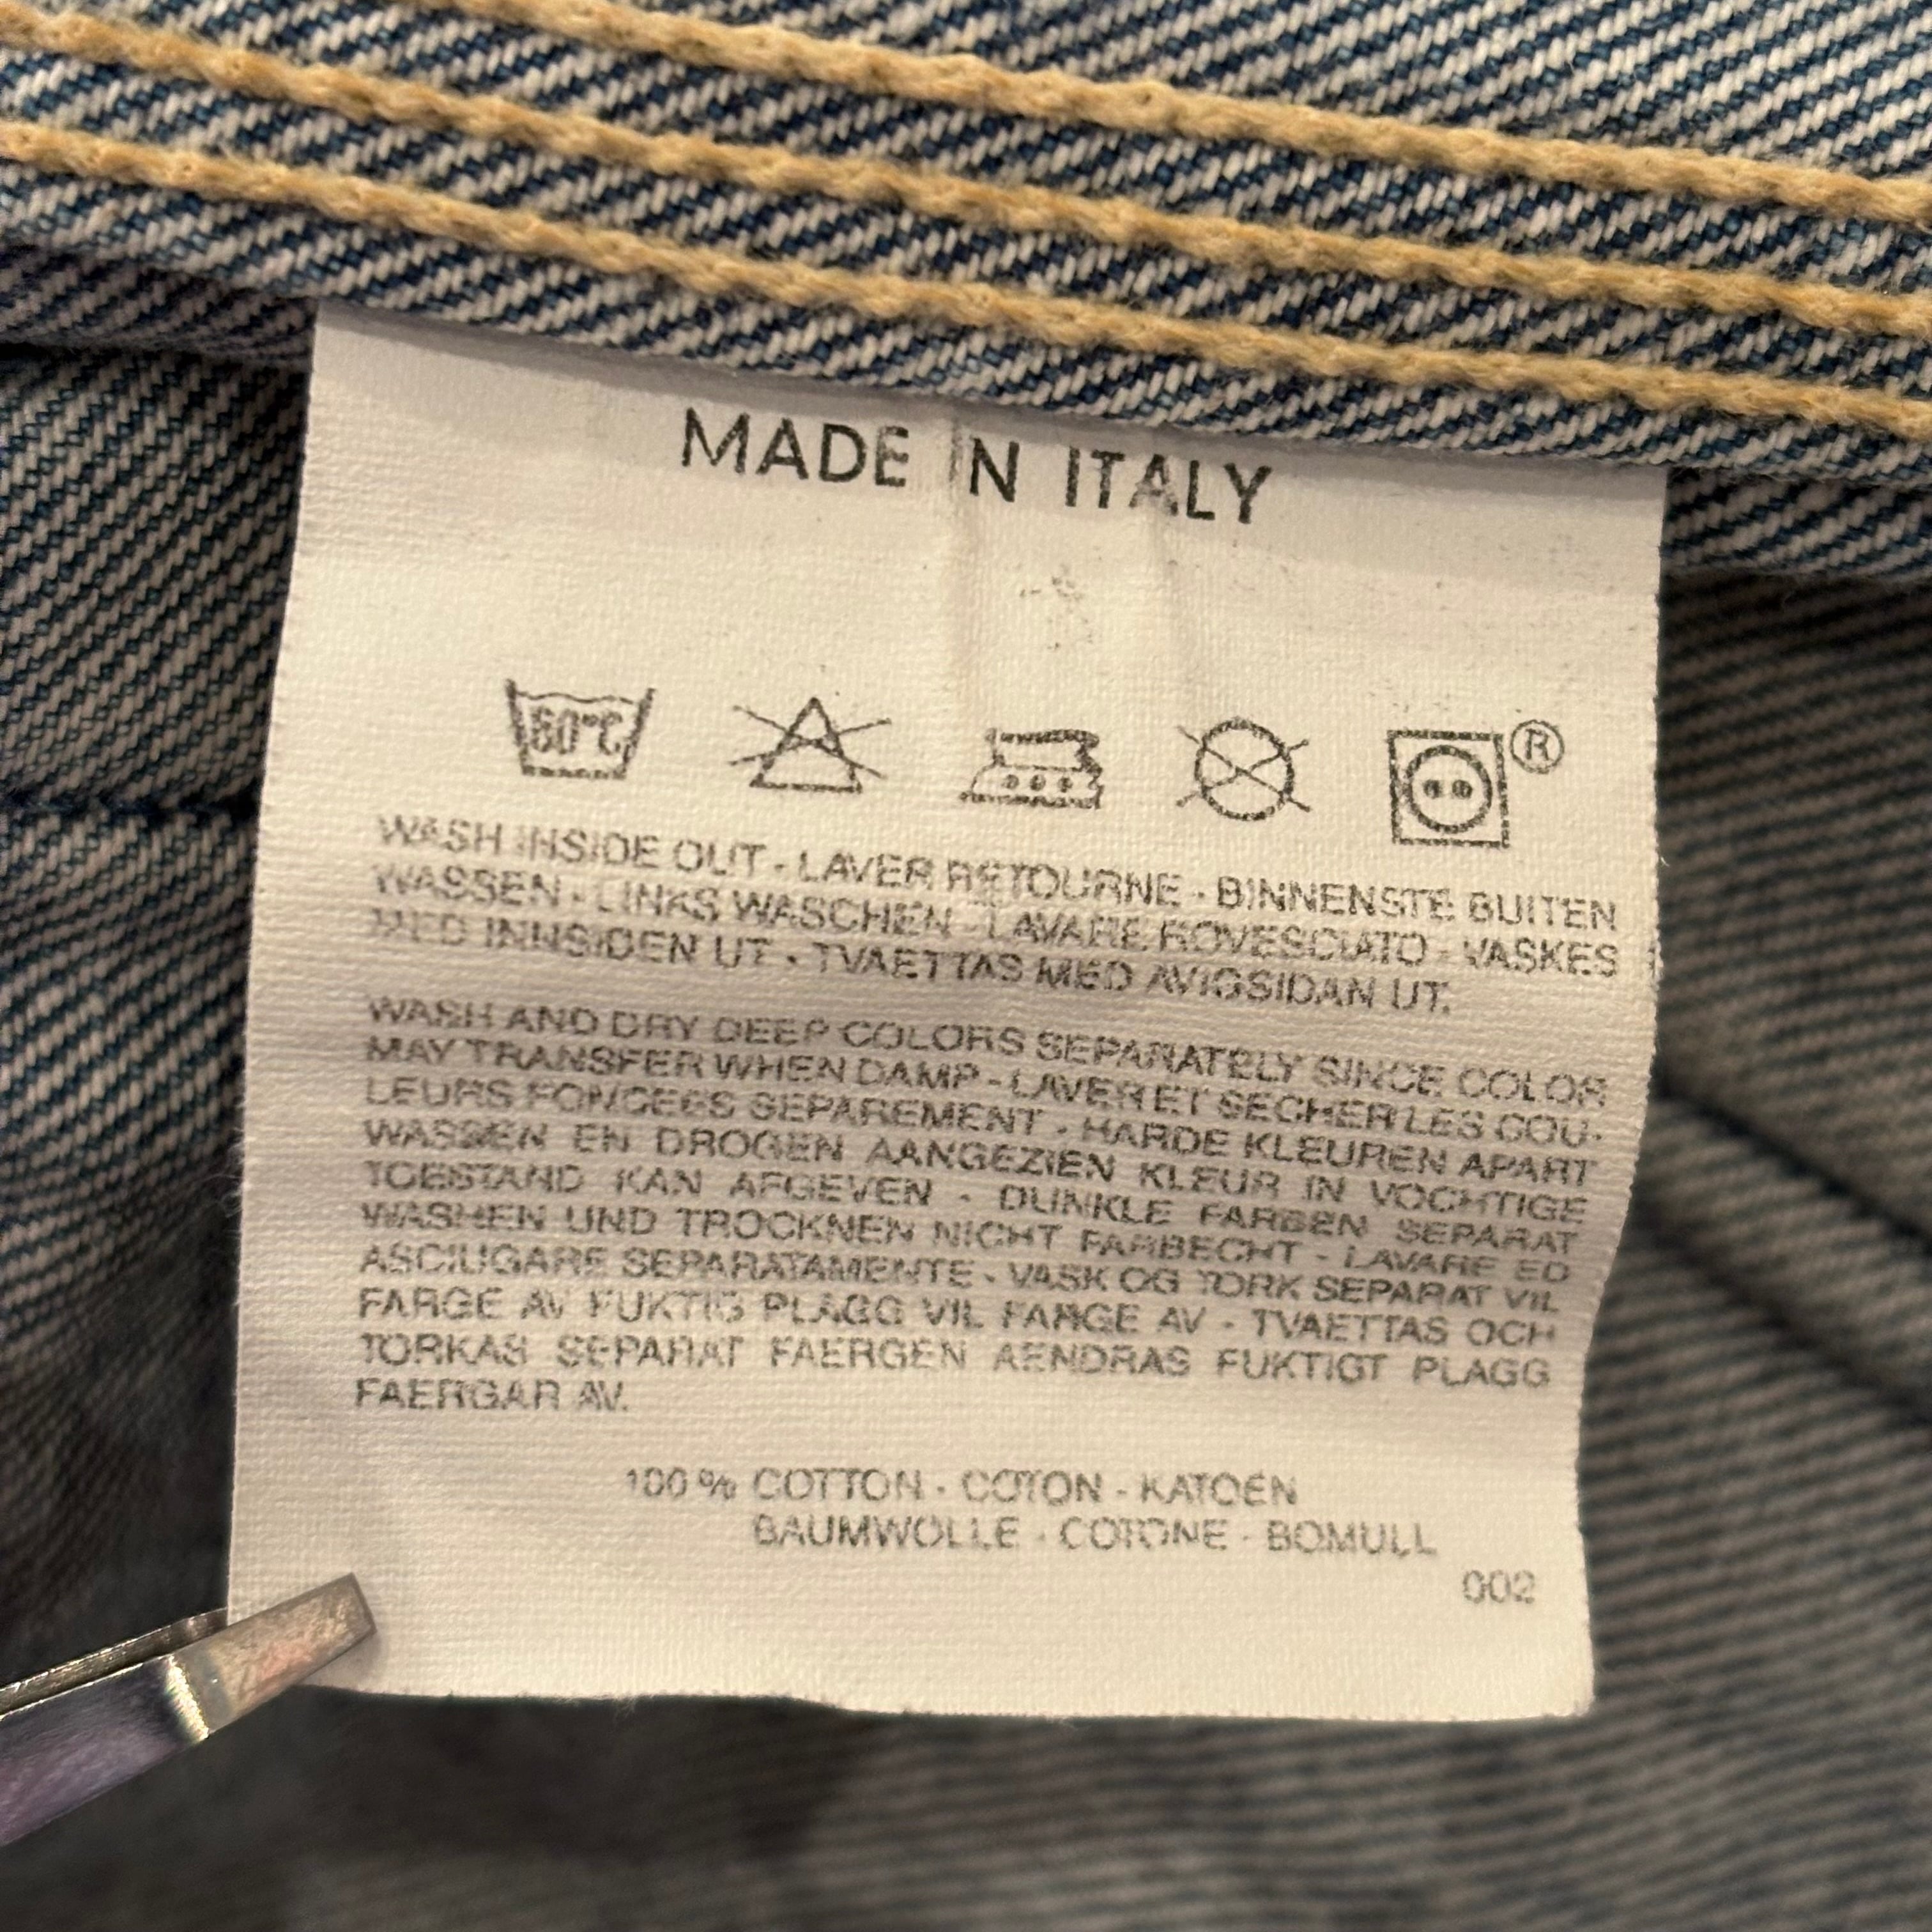 MADE IN ITALY
60°C
®
WASH INSIDE OUT - LAVER RETOURNE - BINNENSTE BUITEN
WASSEN - LINKS WASCHEN - LAVARE ROVESCIATO - VASKES
MED INNSIDEN UT - TVAETTAS MED AVIGSIDAN UT.
WASH AND DRY DEEP COLORS SEPARATELY SINCE COLOR
MAY TRANSFER WHEN DAMP - LAVER ET SECHER LES COU-
LEURS FONCEES SEPAREMENT - HARDE KLEUREN APART
WASSEN EN DROGEN AANGEZIEN KLEUR IN VOCHTIGE
TOESTAND KAN AFGEVEN - DUNKLE FARBEN SEPARAT
WASHEN UND TROCKNEN NICHT FARBECHT - LAVARE ED
ASCIUGARE SEPARATAMENTE - VASK OG TORK SEPARAT VIL
FARGE AV FUKTIG PLAGG VIL FARGE AV - TVAETTAS OCH
TORKAS SEPARAT FAERGEN AENDRAS FUKTIGT PLAGG
FAERGAR AV.
100 % COTTON - COTON - KATOEN
BAUMWOLLE - COTONE - BOMULL
002